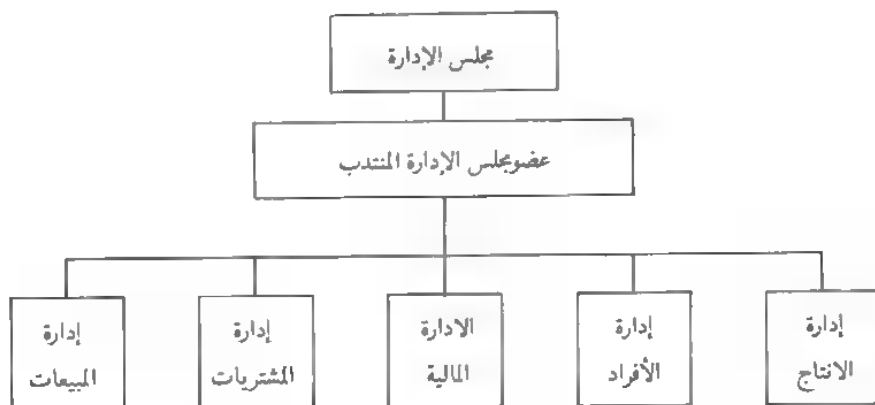 مجلس الإدارة
عضو مجلس الإدارة المنتدب
إدارة
الانتاج
إدارة
الأفراد
الادارة
المالية
إدارة
المشتريات
إدارة
المبيعات